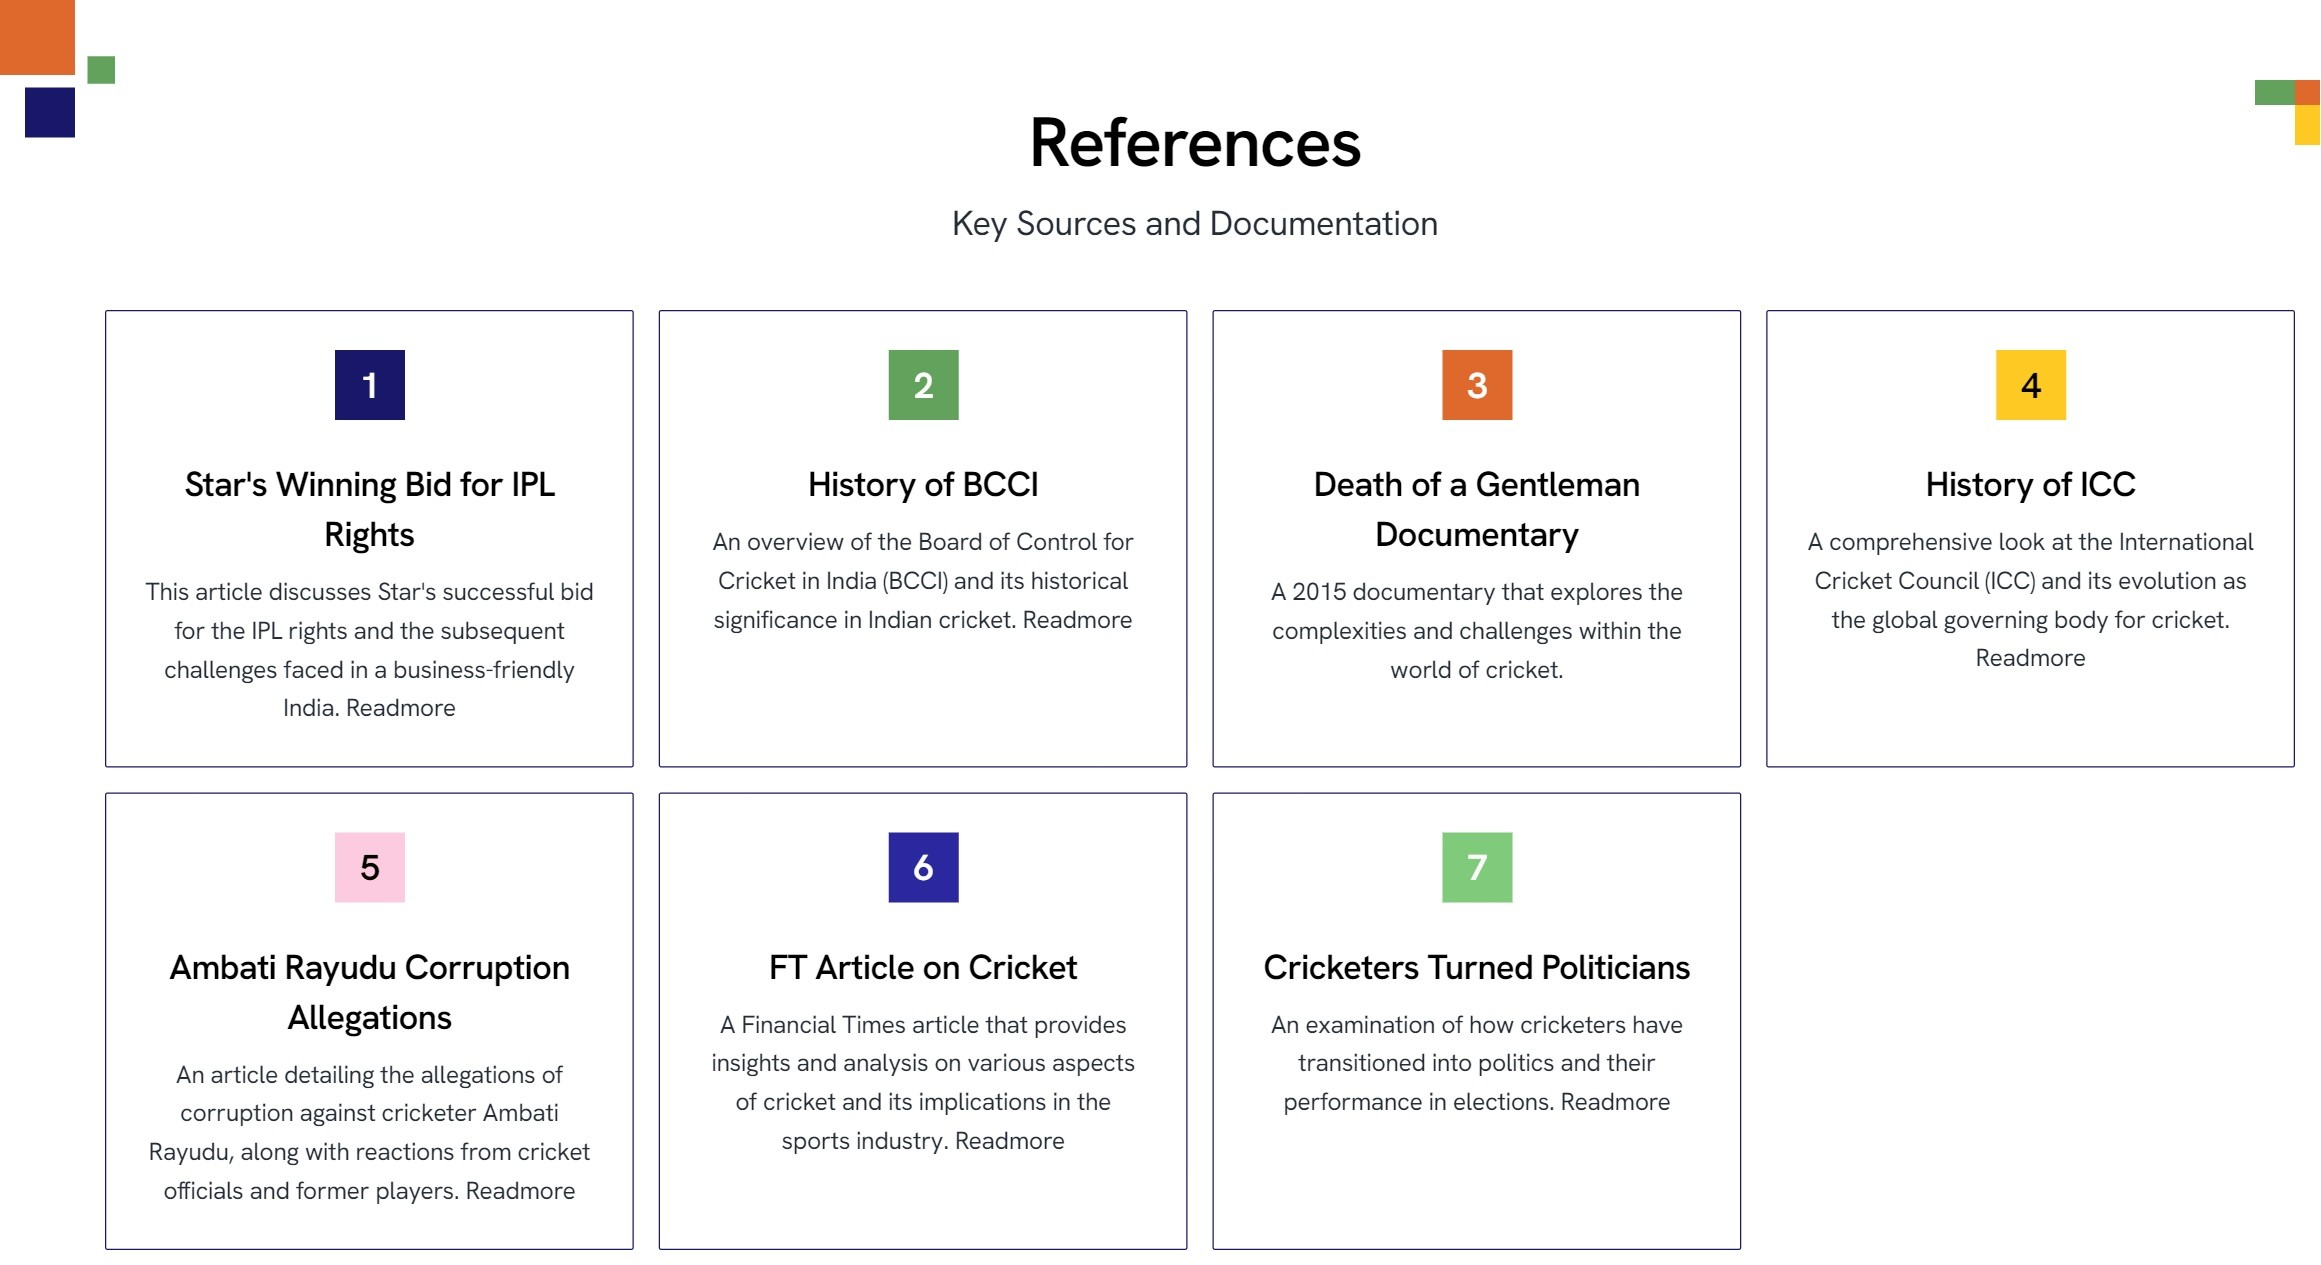 References
Key Sources and Documentation
1
Star's Winning Bid for IPL
Rights
This article discusses Star's successful bid
for the IPL rights and the subsequent
challenges faced in a business-friendly
India. Readmore
2
History of BCCI
An overview of the Board of Control for
Cricket in India (BCCI) and its historical
significance in Indian cricket. Readmore
3
Death of a Gentleman
Documentary
A 2015 documentary that explores the
complexities and challenges within the
world of cricket.
4
History of ICC
A comprehensive look at the International
Cricket Council (ICC) and its evolution as
the global governing body for cricket.
Readmore
5
Ambati Rayudu Corruption
Allegations
An article detailing the allegations of
corruption against cricketer Ambati
Rayudu, along with reactions from cricket
officials and former players. Readmore
6
FT Article on Cricket
A Financial Times article that provides
insights and analysis on various aspects
of cricket and its implications in the
sports industry. Readmore
7
Cricketers Turned Politicians
An examination of how cricketers have
transitioned into politics and their
performance in elections. Readmore